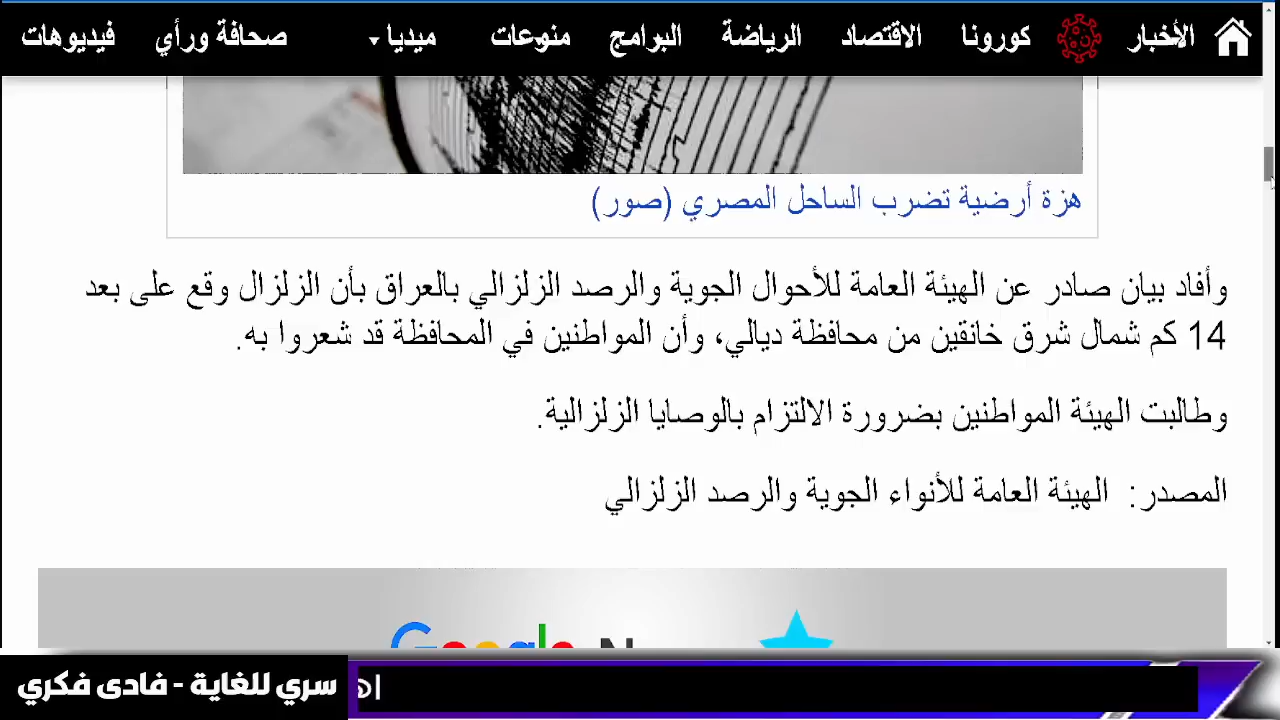 الأخبار كورونا الاقتصاد الرياضة البرامج منوعات ميديا صحافة ورأي فيديوهات
هزة أرضية تضرب الساحل المصري (صور)
وأفاد بيان صادر عن الهيئة العامة للأحوال الجوية والرصد الزلزالي بالعراق بأن الزلزال وقع على بعد
14 كم شمال شرق خانقين من محافظة ديالي، وأن المواطنين في المحافظة قد شعروا به.
وطالبت الهيئة المواطنين بضرورة الالتزام بالوصايا الزلزالية.
المصدر: الهيئة العامة للأنواء الجوية والرصد الزلزالي
Google N
سري للغاية - فادى فكري